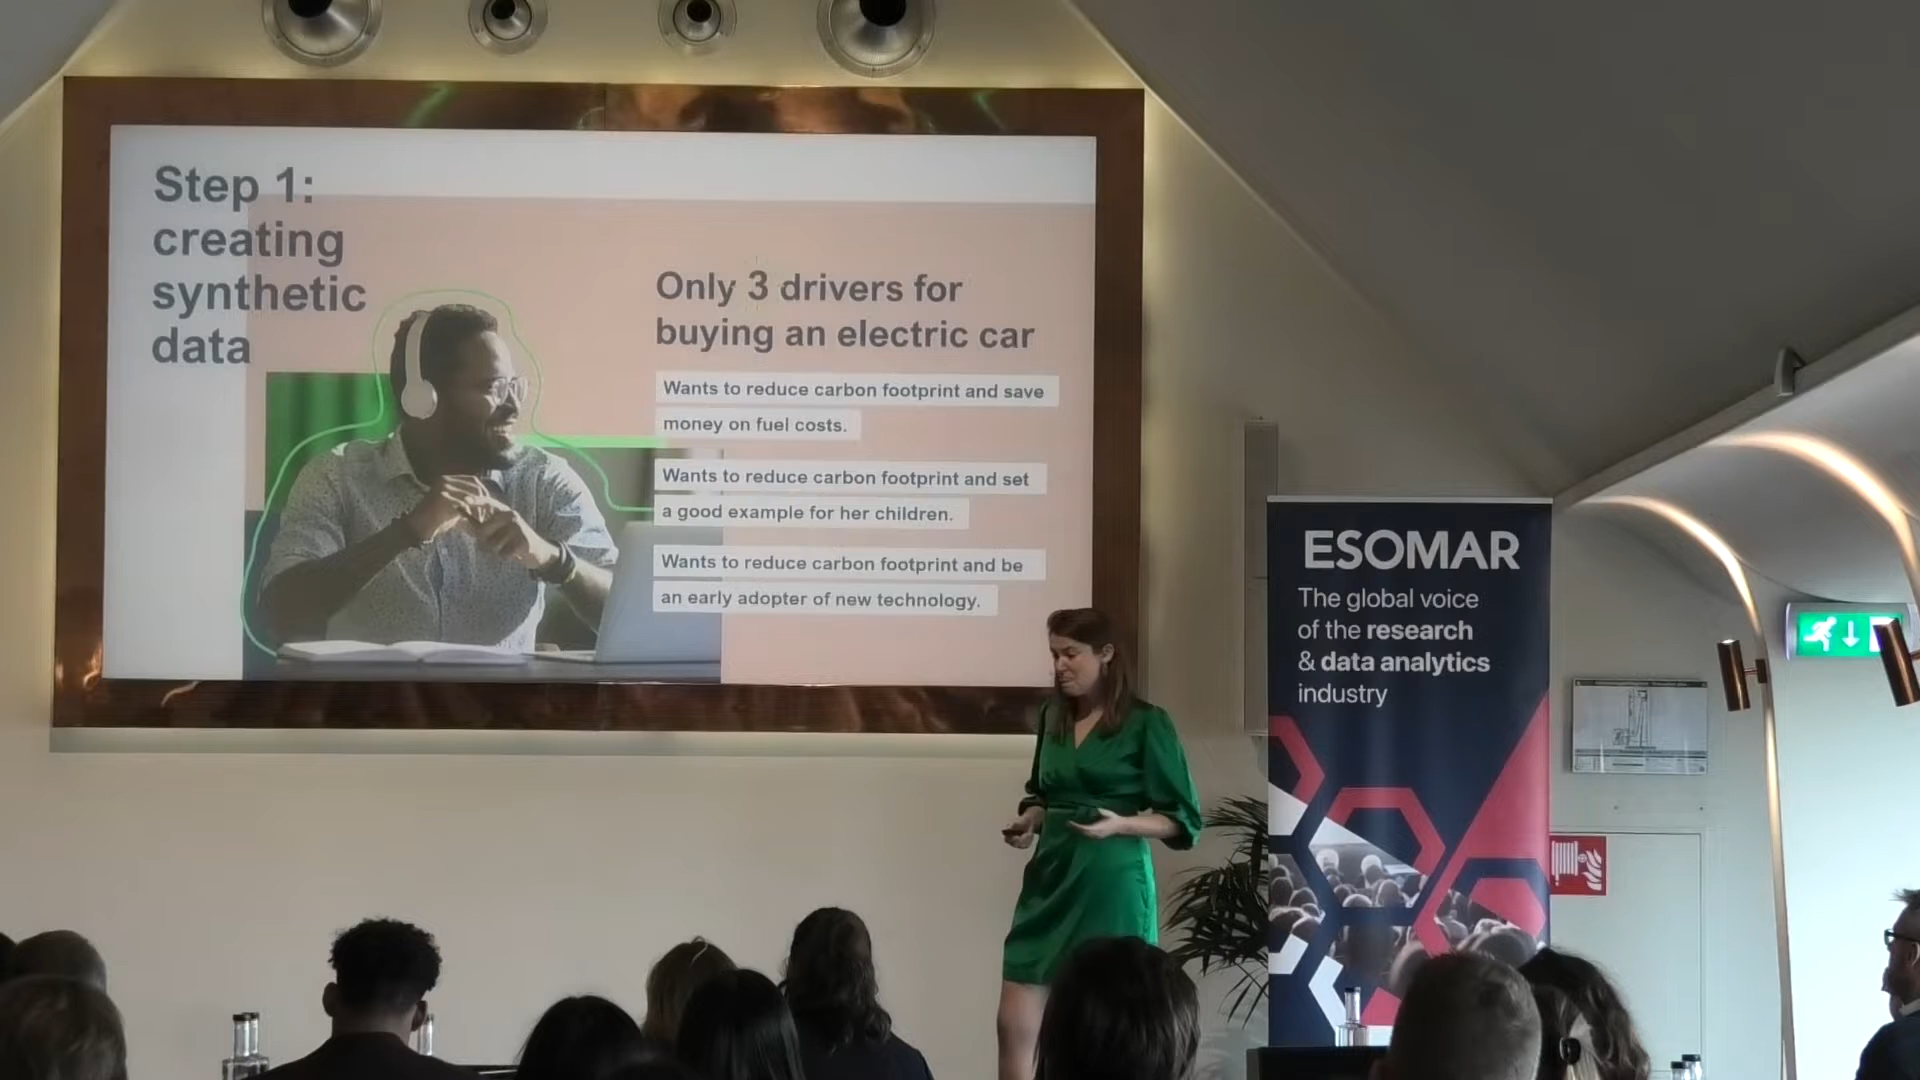 Step 1:
creating
synthetic
data
Only 3 drivers for
buying an electric car
Wants to reduce carbon footprint and save
money on fuel costs.
Wants to reduce carbon footprint and set
a good example for her children.
Wants to reduce carbon footprint and be
an early adopter of new technology.
ESOMAR
The global voice
of the research
& data analytics
industry